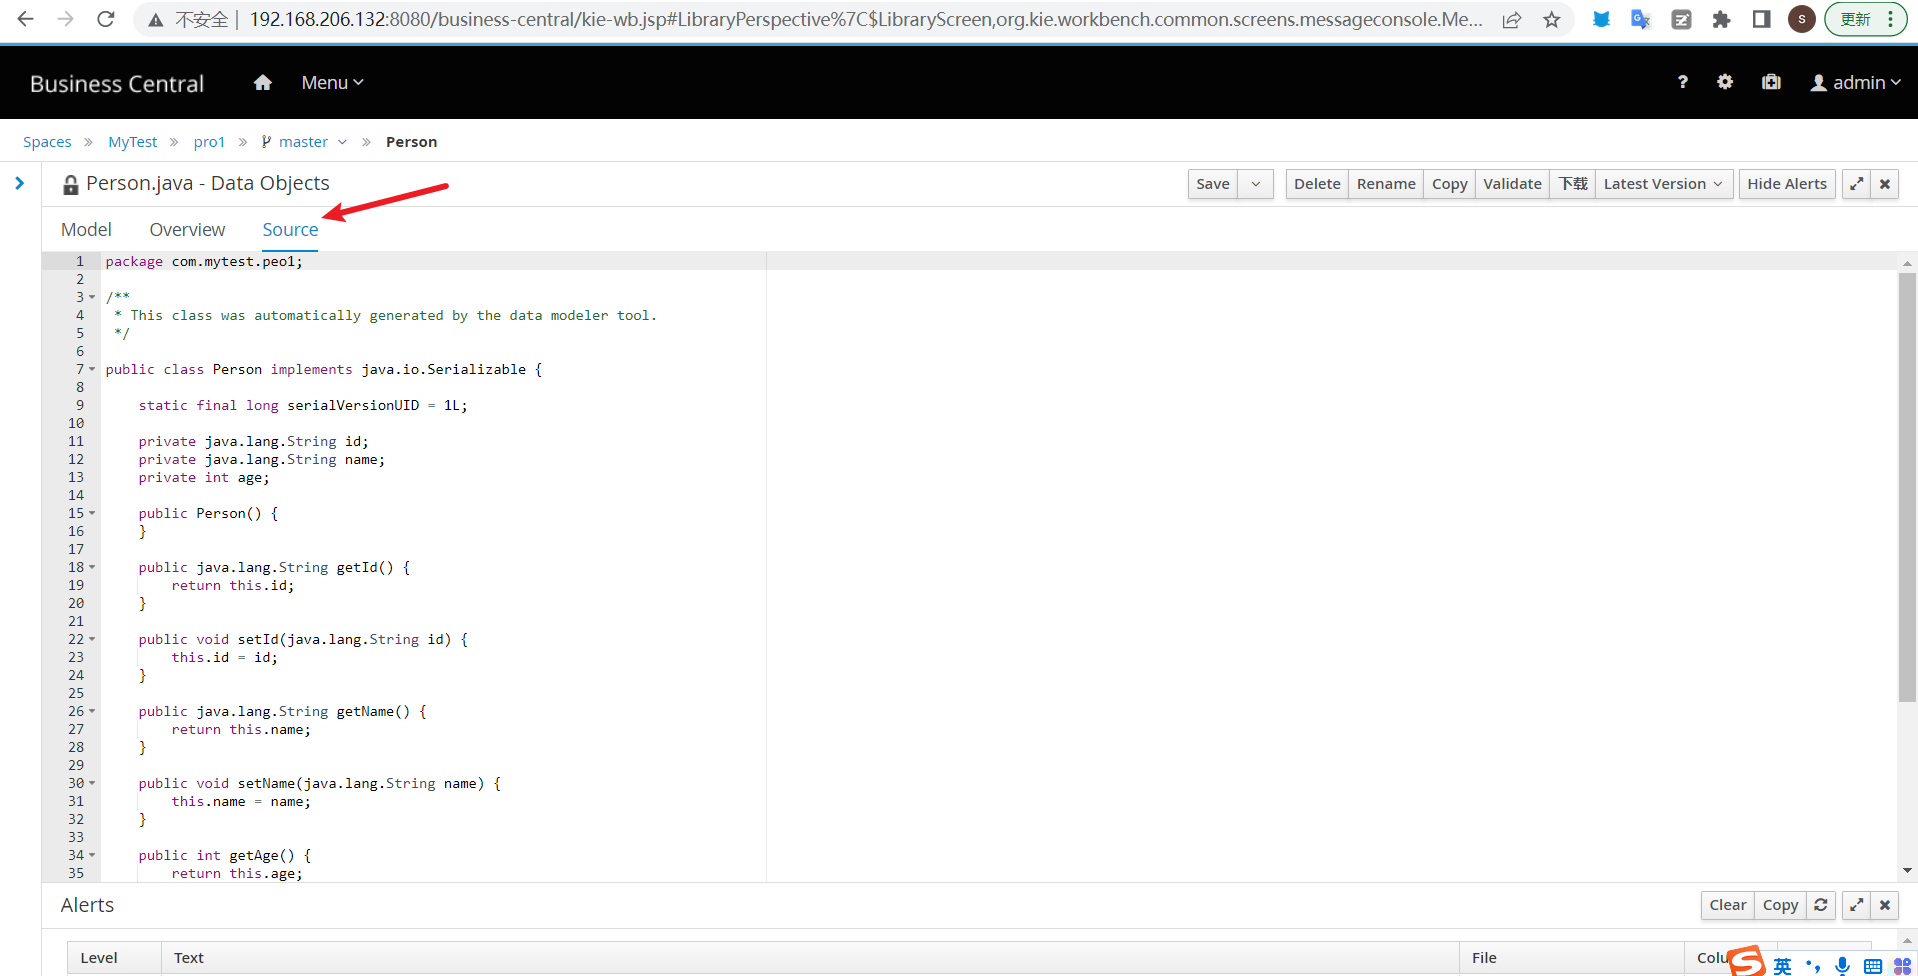 不安全 192.168.206.132:8080/business-central/kie-wb.jsp#LibraryPerspective%7C$LibraryScreen,org.kie.workbench.common.screens.messageconsole.Me... S 更新
Business Central Menu ? admin
Spaces » MyTest » pro1 » master » Person
Person.java - Data Objects Save Delete Rename Copy Validate 下载 Latest Version Hide Alerts
Model Overview Source
1 package com.mytest.peo1;
2
3 /**
4 * This class was automatically generated by the data modeler tool.
5 */
6
7 public class Person implements java.io.Serializable {
8
9 static final long serialVersionUID = 1L;
10
11 private java.lang.String id;
12 private java.lang.String name;
13 private int age;
14
15 public Person() {
16 }
17
18 public java.lang.String getId() {
19 return this.id;
20 }
21
22 public void setId(java.lang.String id) {
23 this.id = id;
24 }
25
26 public java.lang.String getName() {
27 return this.name;
28 }
29
30 public void setName(java.lang.String name) {
31 this.name = name;
32 }
33
34 public int getAge() {
35 return this.age;
Alerts Clear Copy
Level Text File Colu
S 英